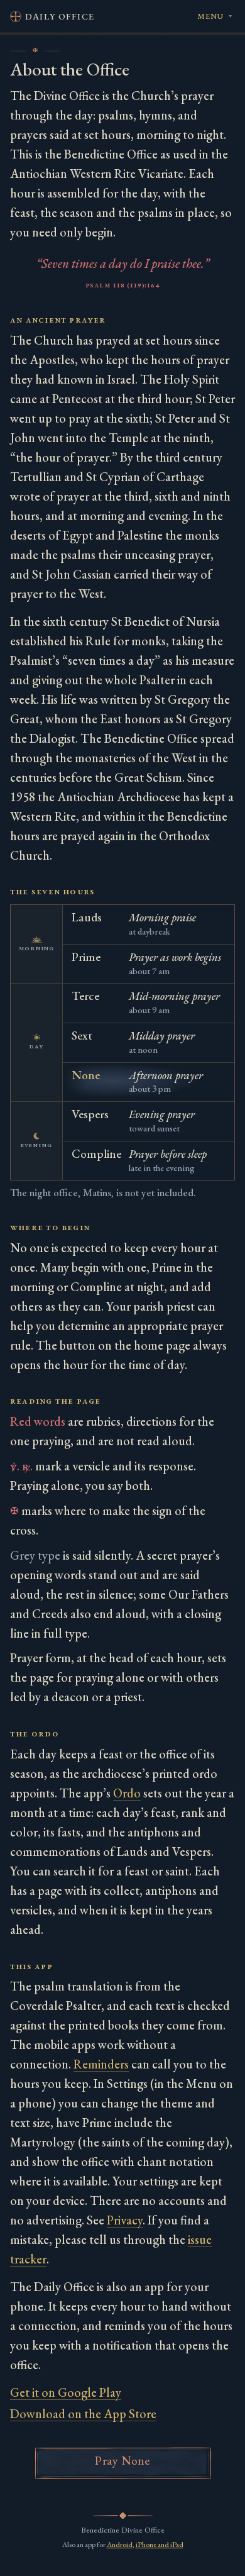 DAILY OFFICE
MENU
About the Office
The Divine Office is the Church's prayer
through the day: psalms, hymns, and
prayers said at set hours, morning to night.
This is the Benedictine Office as used in the
Antiochian Western Rite Vicariate. Each
hour is assembled for the day, with the
feast, the season and the psalms in place, so
you need only begin.
“Seven times a day do I praise thee.”
PSALM 118 (119):164
AN ANCIENT PRAYER
The Church has prayed at set hours since
the Apostles, who kept the hours of prayer
they had known in Israel. The Holy Spirit
came at Pentecost at the third hour; St Peter
went up to pray at the sixth; St Peter and St
John went into the Temple at the ninth,
“the hour of prayer.” By the third century
Tertullian and St Cyprian of Carthage
wrote of prayer at the third, sixth and ninth
hours, and at morning and evening. In the
deserts of Egypt and Palestine the monks
made the psalms their unceasing prayer,
and St John Cassian carried their way of
prayer to the West.
In the sixth century St Benedict of Nursia
established his Rule for monks, taking the
Psalmist's “seven times a day” as his measure
and giving out the whole Psalter in each
week. His life was written by St Gregory the
Great, whom the East honors as St Gregory
the Dialogist. The Benedictine Office spread
through the monasteries of the West in the
centuries before the Great Schism. Since
1958 the Antiochian Archdiocese has kept a
Western Rite, and within it the Benedictine
hours are prayed again in the Orthodox
Church.
THE SEVEN HOURS
MORNING
Lauds
Morning praise
at daybreak
Prime
Prayer as work begins
about 7 am
DAY
Terce
Mid-morning prayer
about 9 am
Sext
Midday prayer
at noon
None
Afternoon prayer
about 3 pm
EVENING
Vespers
Evening prayer
toward sunset
Compline
Prayer before sleep
late in the evening
The night office, Matins, is not yet included.
WHERE TO BEGIN
No one is expected to keep every hour at
once. Many begin with one, Prime in the
morning or Compline at night, and add
others as they can. Your parish priest can
help you determine an appropriate prayer
rule. The button on the home page always
opens the hour for the time of day.
READING THE PAGE
Red words are rubrics, directions for the
one praying, and are not read aloud.
℣. ℟. mark a versicle and its response.
Praying alone, you say both.
✠ marks where to make the sign of the
cross.
Grey type is said silently. A secret prayer's
opening words stand out and are said
aloud, the rest in silence; some Our Fathers
and Creeds also end aloud, with a closing
line in full type.
Prayer form, at the head of each hour, sets
the page for praying alone or with others
led by a deacon or a priest.
THE ORDO
Each day keeps a feast or the office of its
season, as the archdiocese's printed ordo
appoints. The app's Ordo sets out the year a
month at a time: each day's feast, rank and
color, its fasts, and the antiphons and
commemorations of Lauds and Vespers.
You can search it for a feast or saint. Each
has a page with its collect, antiphons and
versicles, and when it is kept in the years
ahead.
THIS APP
The psalm translation is from the
Coverdale Psalter, and each text is checked
against the printed books they come from.
The mobile apps work without a
connection. Reminders can call you to the
hours you keep. In Settings (in the Menu on
a phone) you can change the theme and
text size, have Prime include the
Martyrology (the saints of the coming day),
and show the office with chant notation
where it is available. Your settings are kept
on your device. There are no accounts and
no advertising. See Privacy. If you find a
mistake, please tell us through the issue
tracker.
The Daily Office is also an app for your
phone. It keeps every hour to hand without
a connection, and reminds you of the hours
you keep with a notification that opens the
office.
Get it on Google Play
Download on the App Store
Pray None
Benedictine Divine Office
Also an app for Android, iPhone and iPad